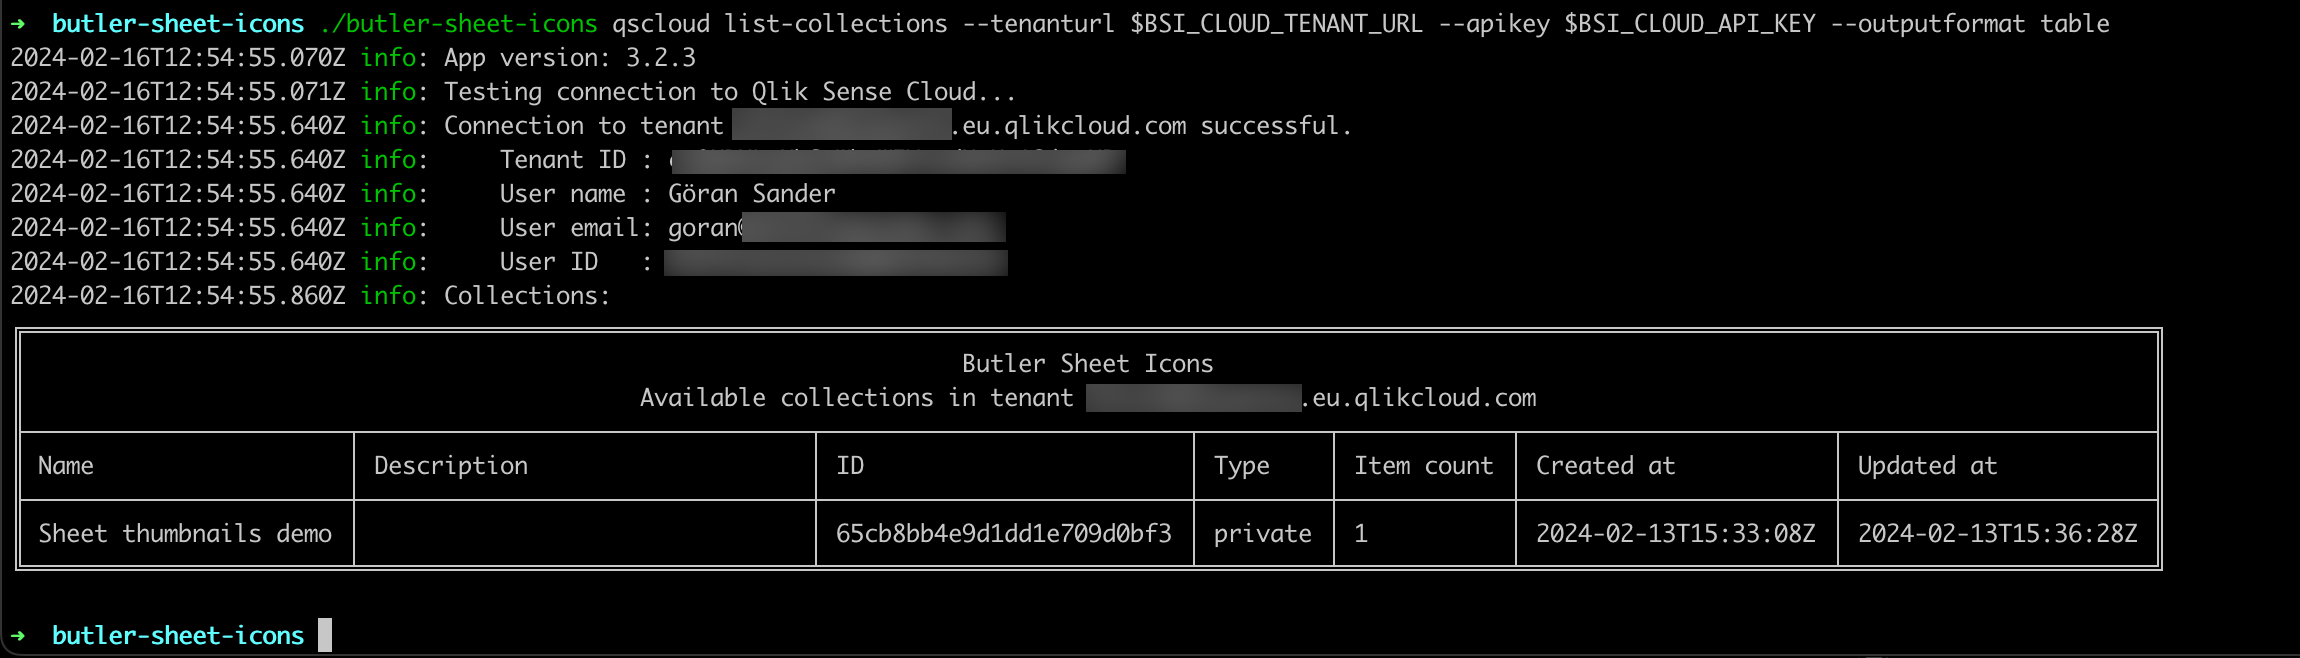 ➜  butler-sheet-icons ./butler-sheet-icons qscloud list-collections --tenanturl $BSI_CLOUD_TENANT_URL --apikey $BSI_CLOUD_API_KEY --outputformat table
2024-02-16T12:54:55.070Z info: App version: 3.2.3
2024-02-16T12:54:55.071Z info: Testing connection to Qlik Sense Cloud...
2024-02-16T12:54:55.640Z info: Connection to tenant .eu.qlikcloud.com successful.
2024-02-16T12:54:55.640Z info:     Tenant ID :
2024-02-16T12:54:55.640Z info:     User name : Göran Sander
2024-02-16T12:54:55.640Z info:     User email: goran@
2024-02-16T12:54:55.640Z info:     User ID   :
2024-02-16T12:54:55.860Z info: Collections:
Butler Sheet Icons
Available collections in tenant .eu.qlikcloud.com
Name Description ID Type Item count Created at Updated at
Sheet thumbnails demo 65cb8bb4e9d1dd1e709d0bf3 private 1 2024-02-13T15:33:08Z 2024-02-13T15:36:28Z
➜  butler-sheet-icons